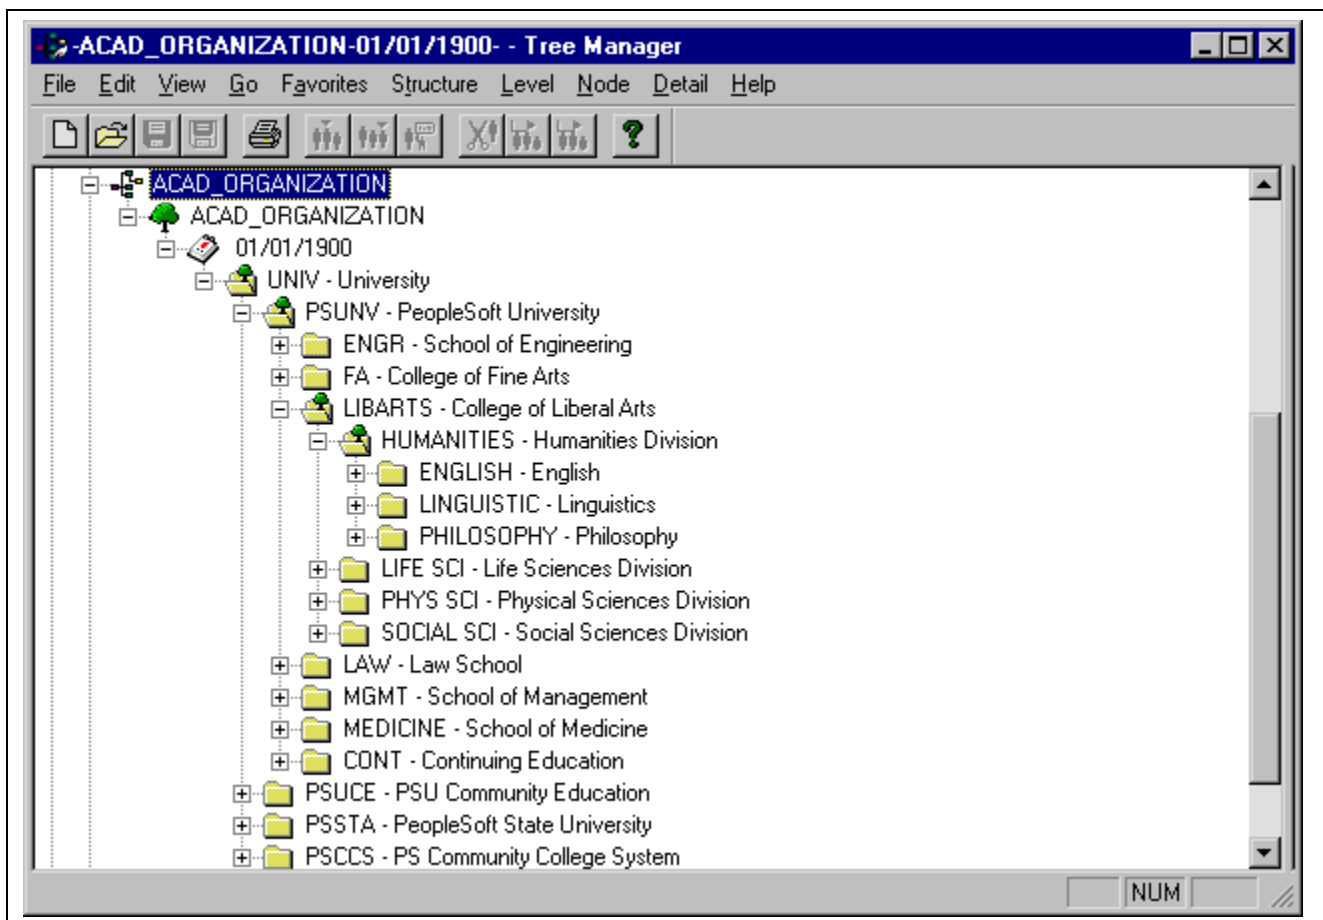 -ACAD_ORGANIZATION-01/01/1900- - Tree Manager
File Edit View Go Favorites Structure Level Node Detail Help
ACAD_ORGANIZATION
ACAD_ORGANIZATION
01/01/1900
UNIV - University
PSUNV - PeopleSoft University
ENGR - School of Engineering
FA - College of Fine Arts
LIBARTS - College of Liberal Arts
HUMANITIES - Humanities Division
ENGLISH - English
LINGUISTIC - Linguistics
PHILOSOPHY - Philosophy
LIFE SCI - Life Sciences Division
PHYS SCI - Physical Sciences Division
SOCIAL SCI - Social Sciences Division
LAW - Law School
MGMT - School of Management
MEDICINE - School of Medicine
CONT - Continuing Education
PSUCE - PSU Community Education
PSSTA - PeopleSoft State University
PSCCS - PS Community College System
NUM